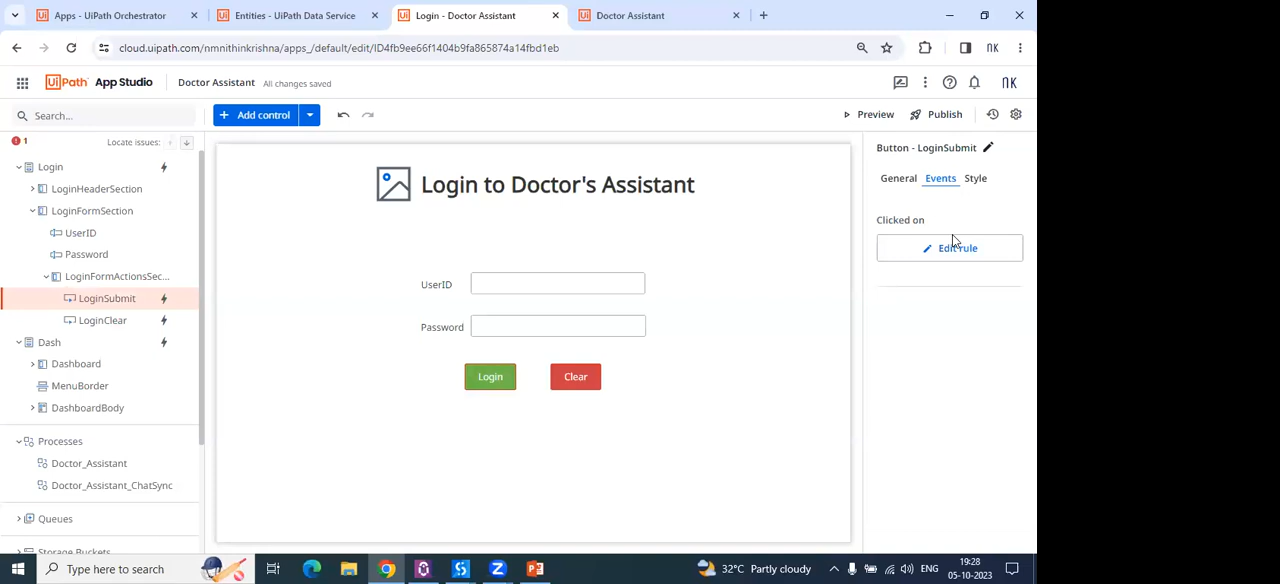 Apps - UiPath Orchestrator
Entities - UiPath Data Service
Login - Doctor Assistant
Doctor Assistant
cloud.uipath.com/nmnithinkrishna/apps_/default/edit/ID4fb9ee66f1404b9fa865874a14fbd1eb
NK
UiPath App Studio
Doctor Assistant
All changes saved
NK
Search...
Add control
Preview
Publish
1
Locate issues:
Login
LoginHeaderSection
LoginFormSection
UserID
Password
LoginFormActionsSec...
LoginSubmit
LoginClear
Dash
Dashboard
MenuBorder
DashboardBody
Processes
Doctor_Assistant
Doctor_Assistant_ChatSync
Queues
Storage Buckets
Login to Doctor's Assistant
UserID
Password
Login
Clear
Button - LoginSubmit
General
Events
Style
Clicked on
Edit rule
Type here to search
32°C Partly cloudy
ENG
19:28
05-10-2023